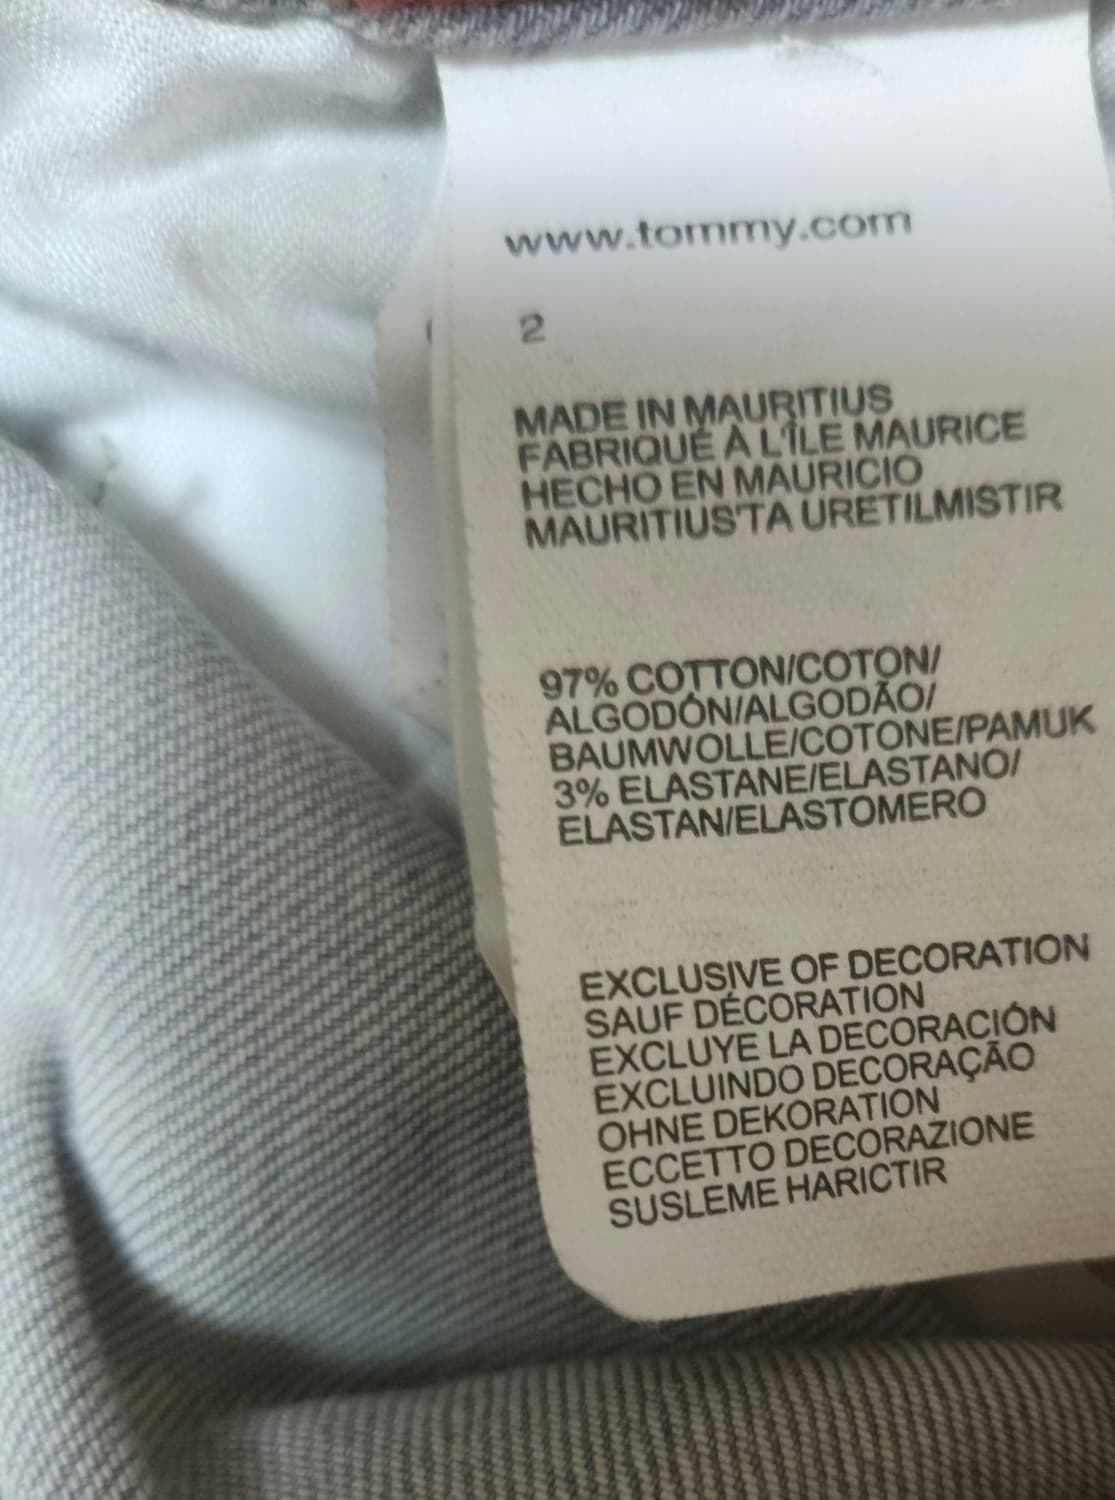 www.tommy.com
2
MADE IN MAURITIUS
FABRIQUÉ À L'ÎLE MAURICE
HECHO EN MAURICIO
MAURITIUS'TA URETILMISTIR
97% COTTON/COTON/
ALGODÓN/ALGODÃO/
BAUMWOLLE/COTONE/PAMUK
3% ELASTANE/ELASTANO/
ELASTAN/ELASTOMERO
EXCLUSIVE OF DECORATION
SAUF DÉCORATION
EXCLUYE LA DECORACIÓN
EXCLUINDO DECORAÇÃO
OHNE DEKORATION
ECCETTO DECORAZIONE
SUSLEME HARICTIR